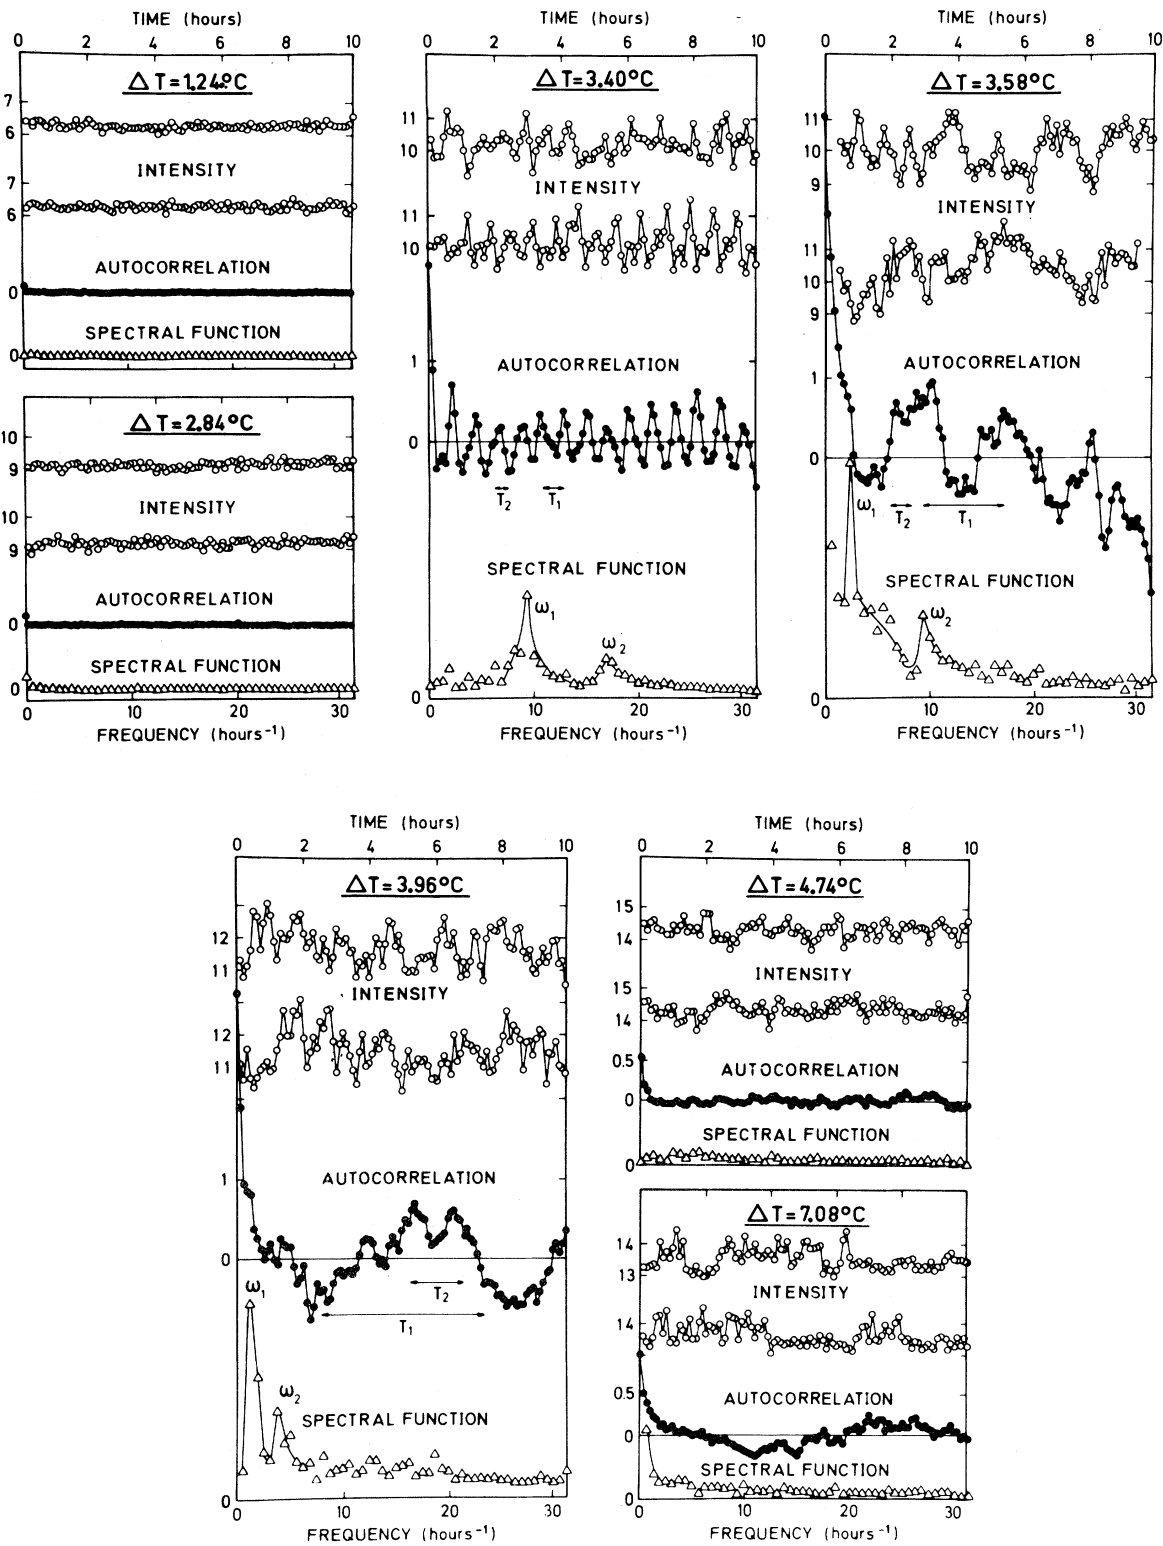 TIME (hours)
0 2 4 6 8 10
Δ T=1.24°C
7
6
INTENSITY
7
6
AUTOCORRELATION
0
SPECTRAL FUNCTION
0
Δ T=2.84°C
10
9
INTENSITY
10
9
AUTOCORRELATION
0
SPECTRAL FUNCTION
0
0 10 20 30
FREQUENCY (hours⁻¹)
TIME (hours)
0 2 4 6 8 10
Δ T=3.40°C
11
10
INTENSITY
11
10
AUTOCORRELATION
1
0
T₂ T₁
SPECTRAL FUNCTION
ω₁
ω₂
0
0 10 20 30
FREQUENCY (hours⁻¹)
TIME (hours)
0 2 4 6 8 10
Δ T=3.58°C
11
10
9
INTENSITY
11
10
9
AUTOCORRELATION
1
0
ω₁ T₂ T₁
SPECTRAL FUNCTION
ω₂
0
0 10 20 30
FREQUENCY (hours⁻¹)
TIME (hours)
0 2 4 6 8 10
Δ T=3.96°C
12
11
INTENSITY
12
11
AUTOCORRELATION
1
0
ω₁
T₂
T₁
ω₂
SPECTRAL FUNCTION
0
0 10 20 30
FREQUENCY (hours⁻¹)
TIME (hours)
0 2 4 6 8 10
Δ T=4.74°C
15
14
INTENSITY
15
14
0.5
AUTOCORRELATION
0
SPECTRAL FUNCTION
0
Δ T=7.08°C
14
13
INTENSITY
14
0.5
AUTOCORRELATION
0
SPECTRAL FUNCTION
0
0 10 20 30
FREQUENCY (hours⁻¹)